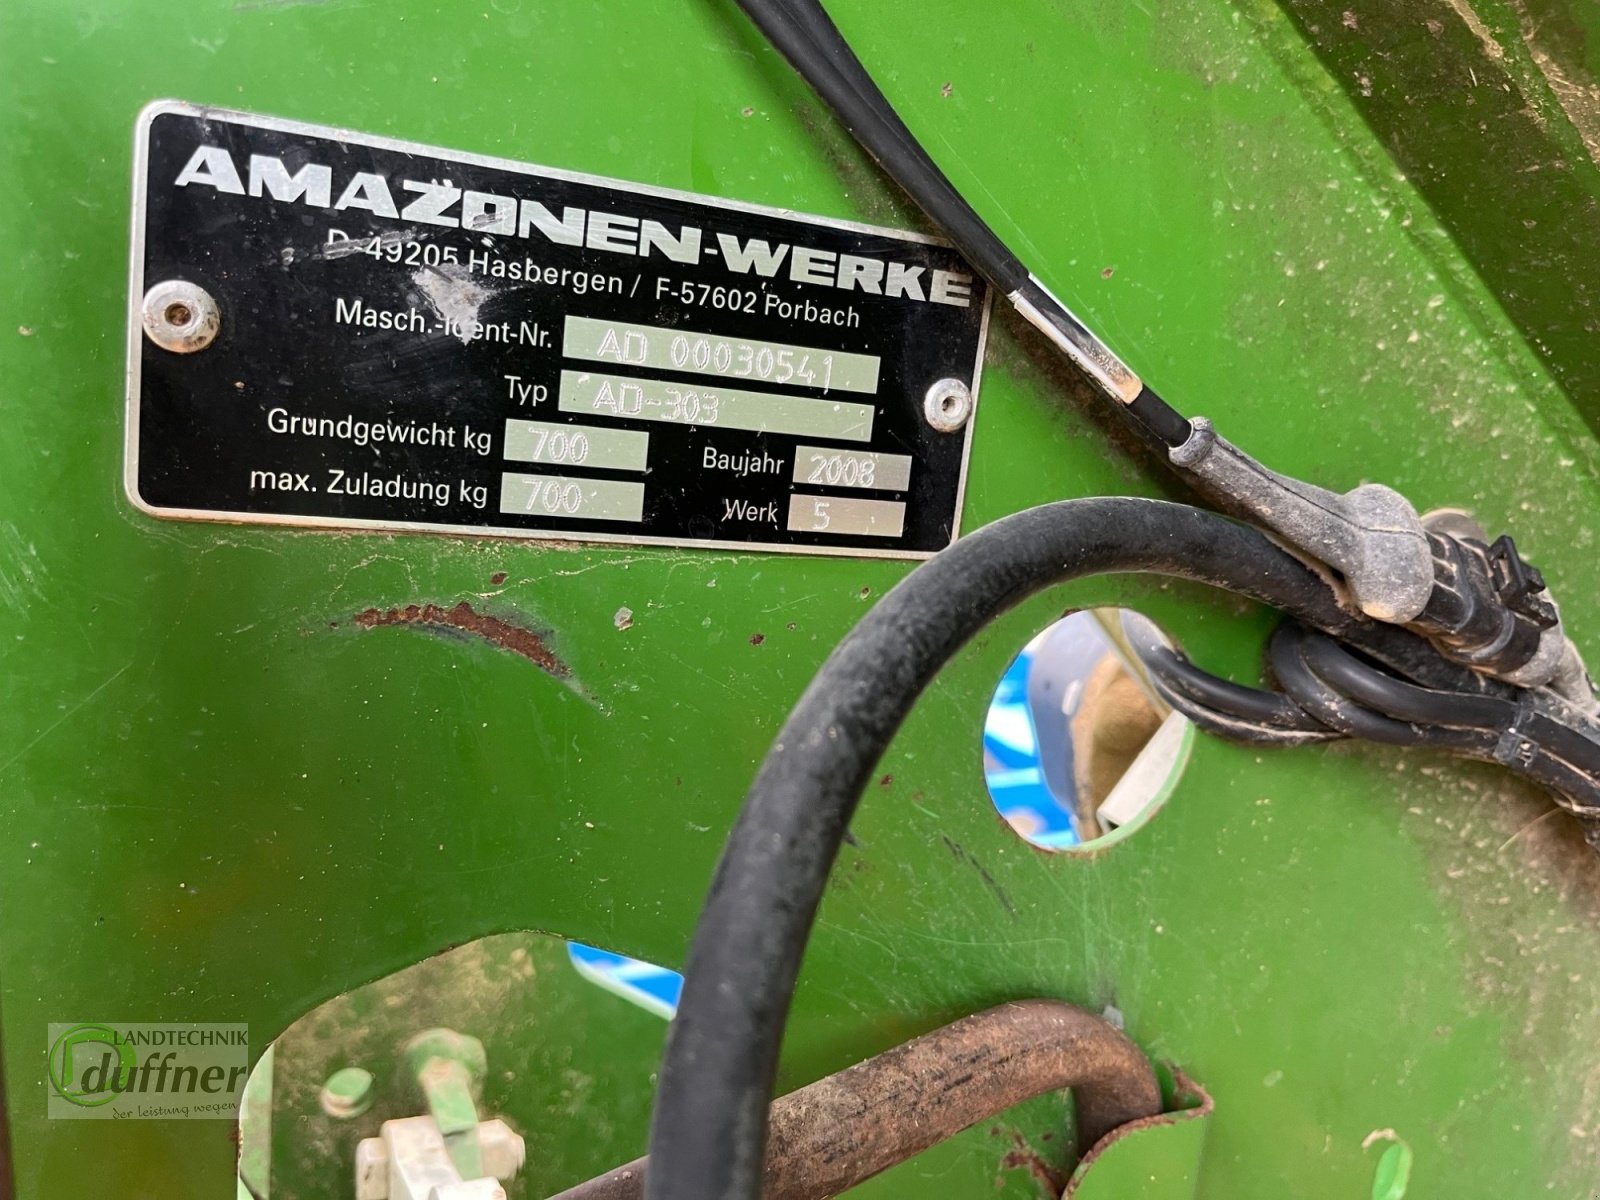 AMAZONEN-WERKE
D-49205 Hasbergen / F-57602 Forbach
Masch.-Ident-Nr. AD 00030541
Typ AD-303
Grundgewicht kg 700
Baujahr 2008
max. Zuladung kg 700
Werk 5
LANDTECHNIK
duffner
der leistung wegen